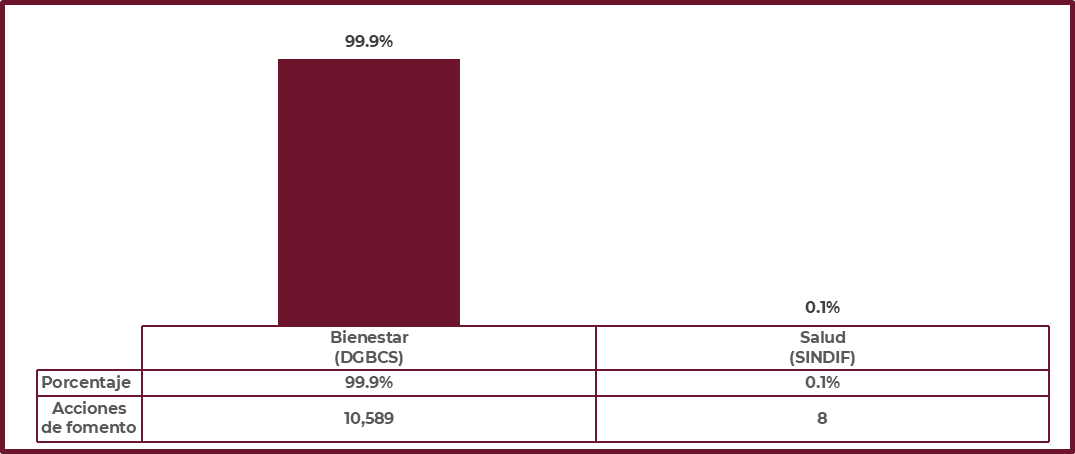 99.9%
0.1%
Bienestar
(DGBCS)
Salud
(SINDIF)
Porcentaje
99.9%
0.1%
Acciones
de fomento
10,589
8